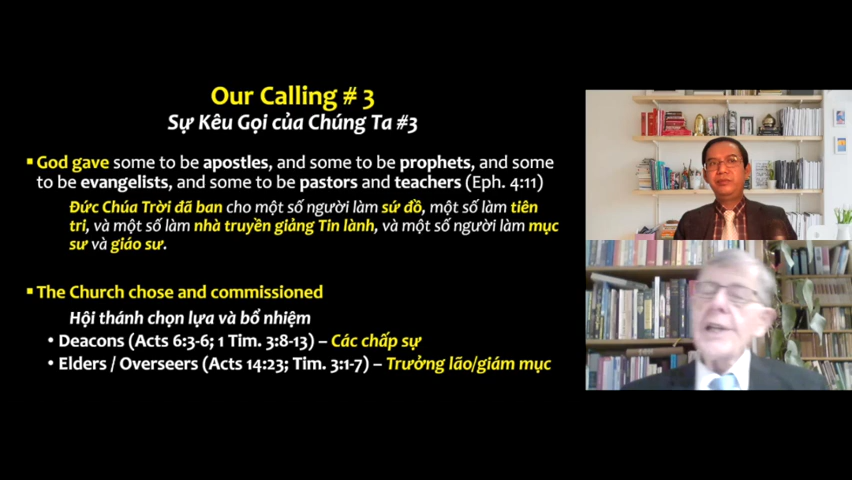 Our Calling # 3
Sự Kêu Gọi của Chúng Ta #3
▪ God gave some to be apostles, and some to be prophets, and some
to be evangelists, and some to be pastors and teachers (Eph. 4:11)
Đức Chúa Trời đã ban cho một số người làm sứ đồ, một số làm tiên
tri, và một số làm nhà truyền giảng Tin lành, và một số người làm mục
sư và giáo sư.
▪ The Church chose and commissioned
Hội thánh chọn lựa và bổ nhiệm
• Deacons (Acts 6:3-6; 1 Tim. 3:8-13) – Các chấp sự
• Elders / Overseers (Acts 14:23; Tim. 3:1-7) – Trưởng lão/giám mục